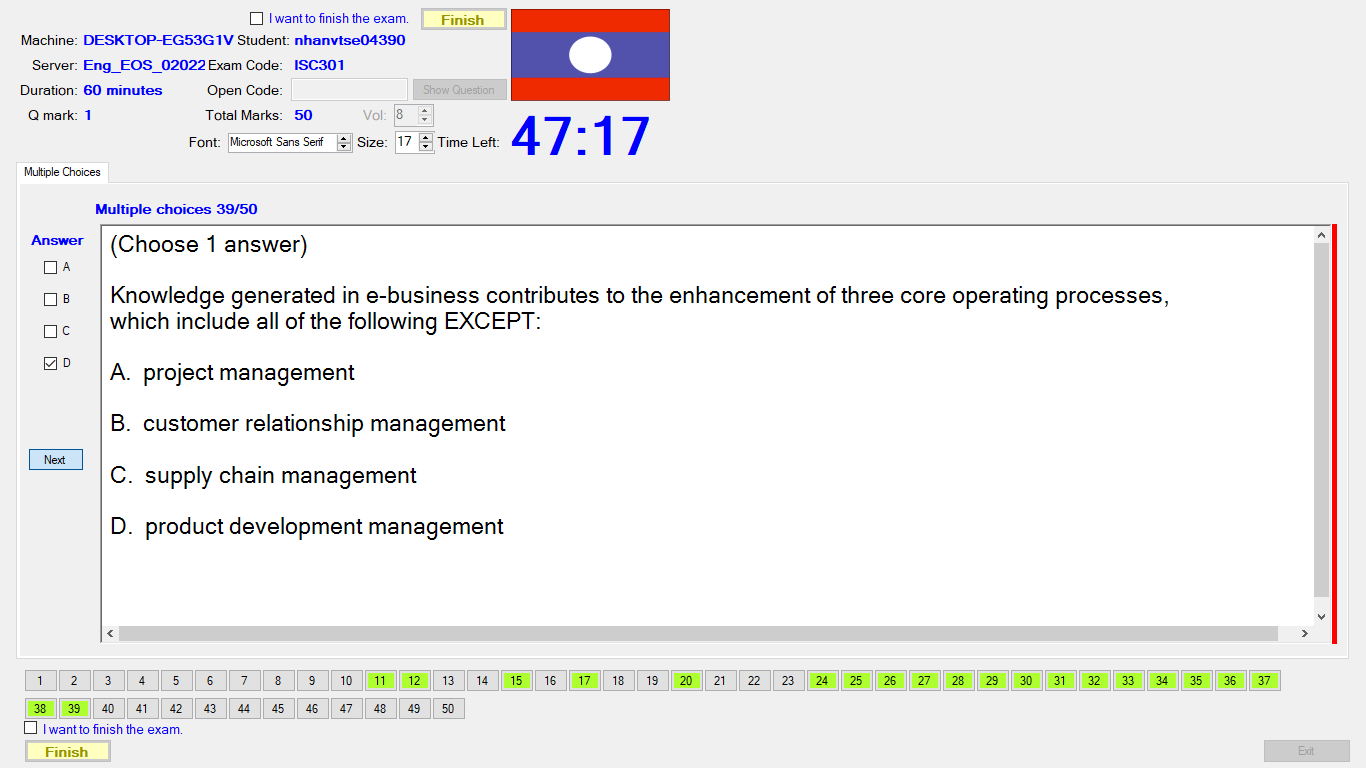 I want to finish the exam. Finish
Machine: DESKTOP-EG53G1V Student: nhanvtse04390
Server: Eng_EOS_02022 Exam Code: ISC301
Duration: 60 minutes Open Code: Show Question
Q mark: 1 Total Marks: 50 Vol: 8
Font: Microsoft Sans Serif Size: 17 Time Left: 47:17
Multiple Choices
Multiple choices 39/50
Answer
A
B
C
D
Next
(Choose 1 answer)
Knowledge generated in e-business contributes to the enhancement of three core operating processes,
which include all of the following EXCEPT:
A. project management
B. customer relationship management
C. supply chain management
D. product development management
1 2 3 4 5 6 7 8 9 10 11 12 13 14 15 16 17 18 19 20 21 22 23 24 25 26 27 28 29 30 31 32 33 34 35 36 37
38 39 40 41 42 43 44 45 46 47 48 49 50
I want to finish the exam.
Finish Exit